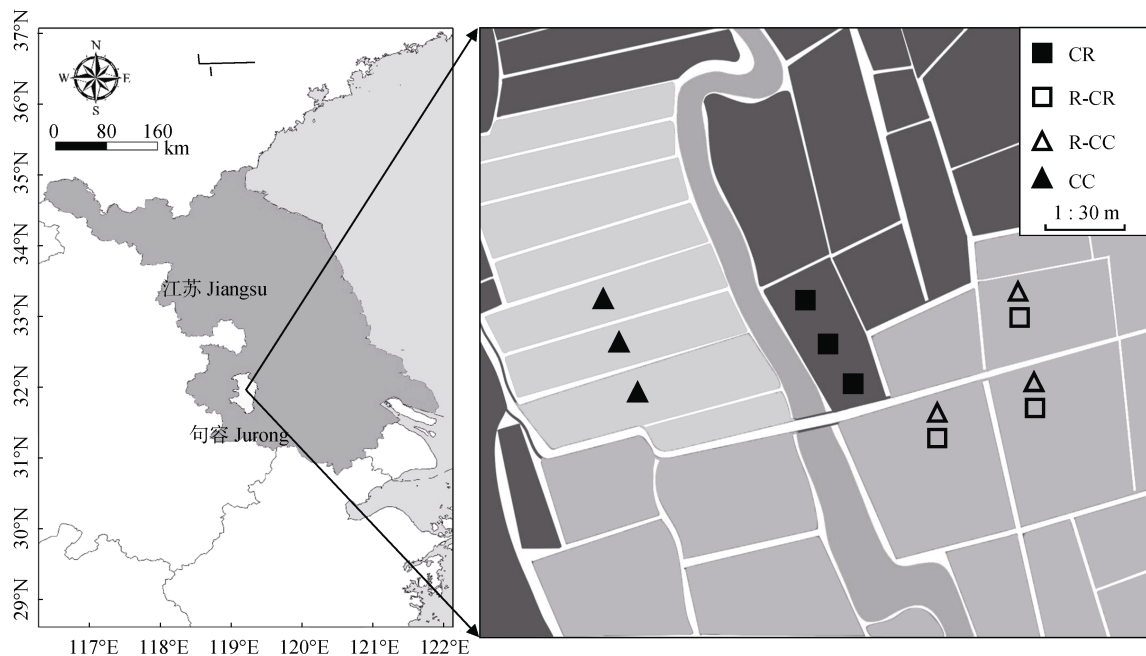 N
W E
S
0 80 160
km
37°N
36°N
35°N
34°N
33°N
32°N
31°N
30°N
29°N
江苏 Jiangsu
句容 Jurong
117°E 118°E 119°E 120°E 121°E 122°E
CR
R-CR
R-CC
CC
1 : 30 m